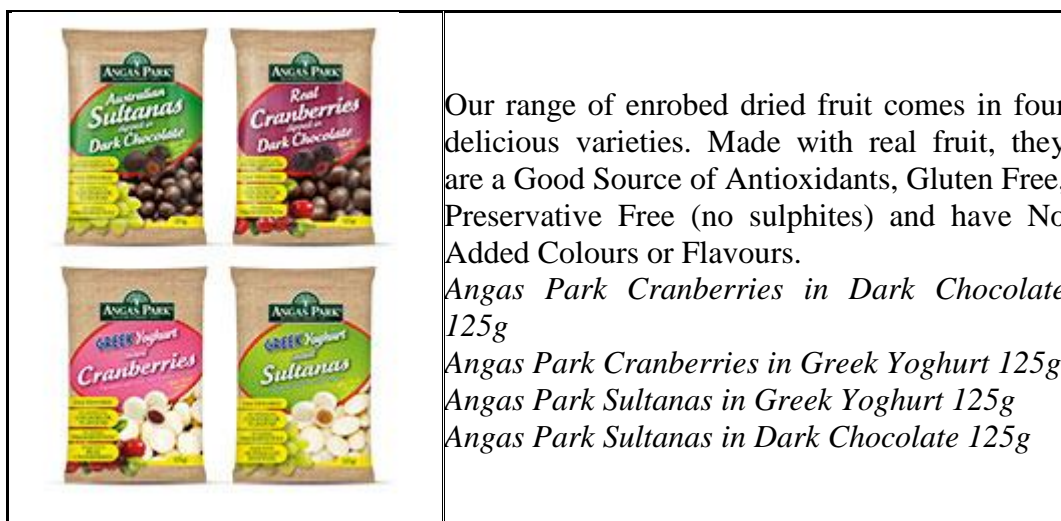 ANGAS PARK
Australian
Sultanas
dipped in
Dark Chocolate
ANGAS PARK
Real
Cranberries
dipped in
Dark Chocolate
ANGAS PARK
GREEK Yoghurt
Cranberries
ANGAS PARK
GREEK Yoghurt
Sultanas
Our range of enrobed dried fruit comes in four
delicious varieties. Made with real fruit, they
are a Good Source of Antioxidants, Gluten Free,
Preservative Free (no sulphites) and have No
Added Colours or Flavours.
Angas Park Cranberries in Dark Chocolate
125g
Angas Park Cranberries in Greek Yoghurt 125g
Angas Park Sultanas in Greek Yoghurt 125g
Angas Park Sultanas in Dark Chocolate 125g